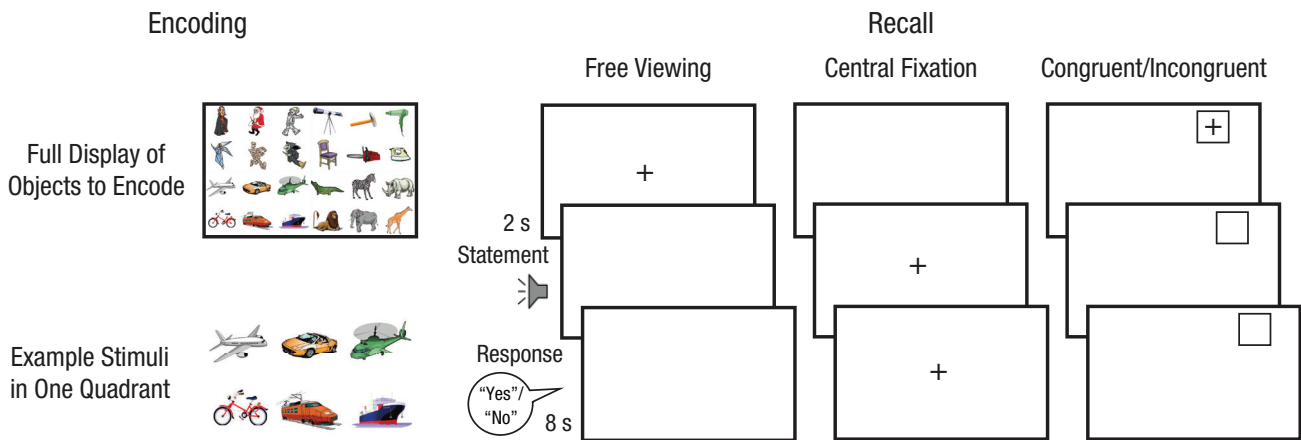 Encoding
Recall
Free Viewing
Central Fixation
Congruent/Incongruent
Full Display of
Objects to Encode
+
+
2 s
Statement
+
Example Stimuli
in One Quadrant
Response
"Yes"/
"No"
8 s
+